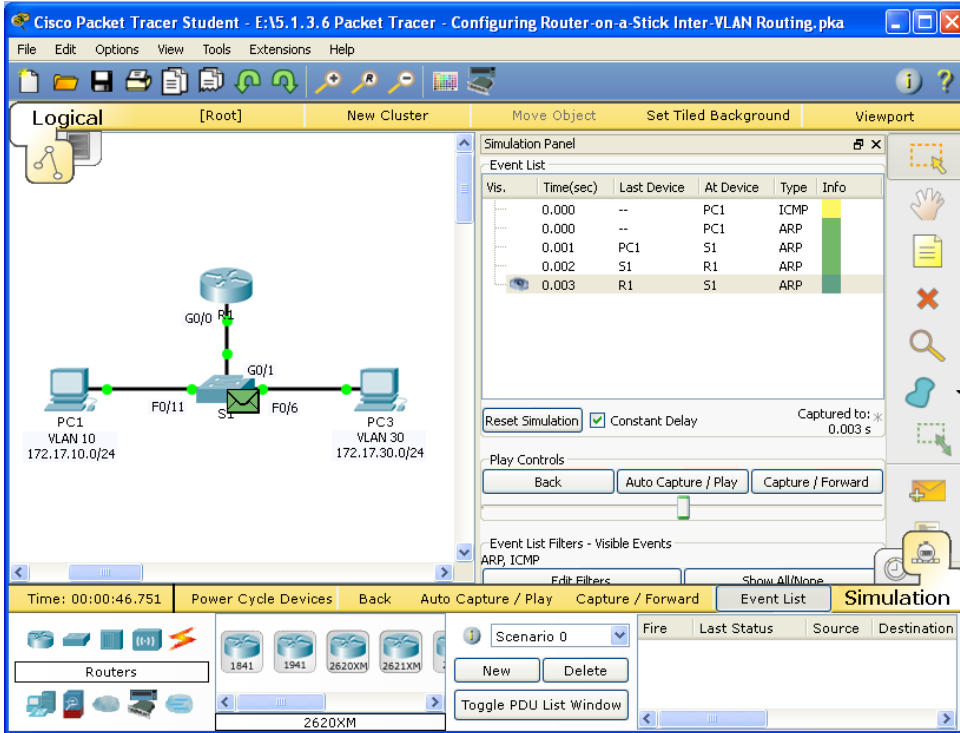 Cisco Packet Tracer Student - E:\5.1.3.6 Packet Tracer - Configuring Router-on-a-Stick Inter-VLAN Routing.pka
File Edit Options View Tools Extensions Help
Logical [Root] New Cluster Move Object Set Tiled Background Viewport
Simulation Panel
Event List
Vis. Time(sec) Last Device At Device Type Info
0.000 -- PC1 ICMP
0.000 -- PC1 ARP
0.001 PC1 S1 ARP
0.002 S1 R1 ARP
0.003 R1 S1 ARP
G0/0 R1
G0/1
F0/11 S1 F0/6
PC1
VLAN 10
172.17.10.0/24
PC3
VLAN 30
172.17.30.0/24
Reset Simulation Constant Delay Captured to: *
0.003 s
Play Controls
Back Auto Capture / Play Capture / Forward
Event List Filters - Visible Events
ARP, ICMP
Edit Filters Show All/None
Time: 00:00:46.751 Power Cycle Devices Back Auto Capture / Play Capture / Forward Event List Simulation
Routers
1841 1941 2620XM 2621XM
2620XM
Scenario 0
New Delete
Toggle PDU List Window
Fire Last Status Source Destination